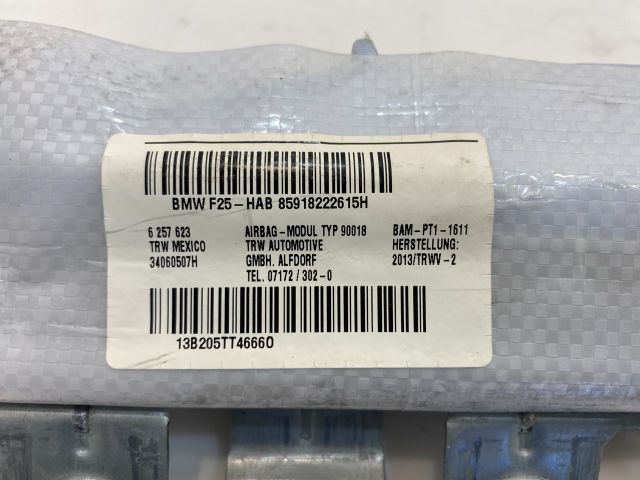 BMW F25-HAB 85918222615H
6 257 623 AIRBAG-MODUL TYP 90018 BAM-PT1-1611
TRW MEXICO TRW AUTOMOTIVE HERSTELLUNG:
34060507H GMBH. ALFDORF 2013/TRWV-2
TEL. 07172/302-0
13B205TT4666O